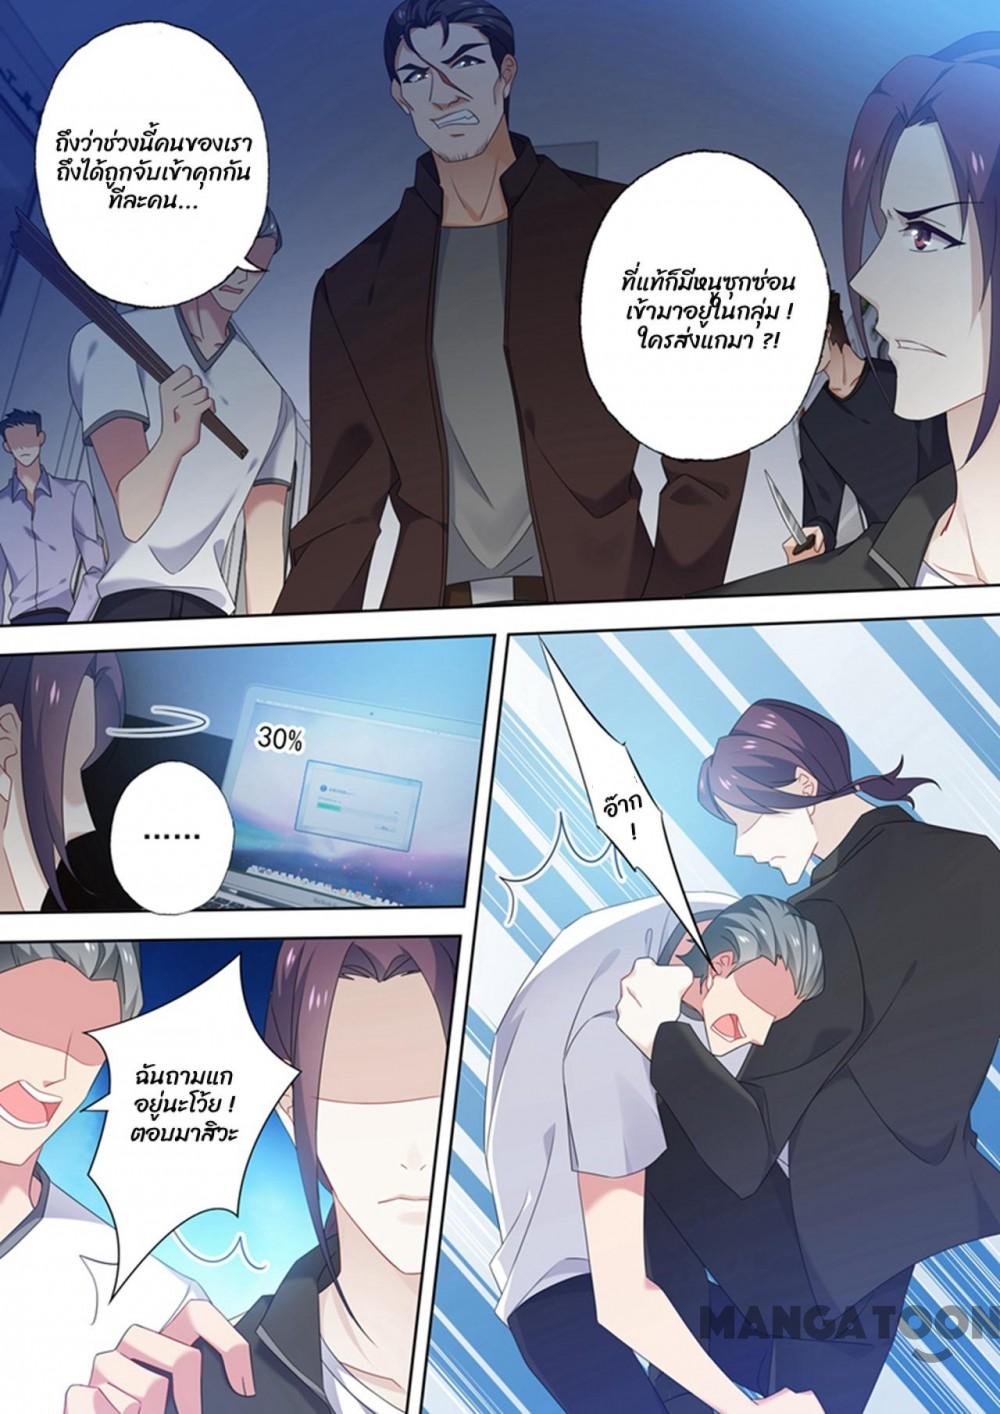 ถึงว่าช่วงนี้คนของเรา
ถึงได้ถูกจับเข้าคุกกัน
ทีละคน...
ที่แท้ก็มีหนูซุกซ่อน
เข้ามาอยู่ในกลุ่ม !
ใครส่งแกมา ?!
30%
......
อ๊าก
!
ฉันถามแก
อยู่นะโว้ย !
ตอบมาสิวะ
MANGATOON